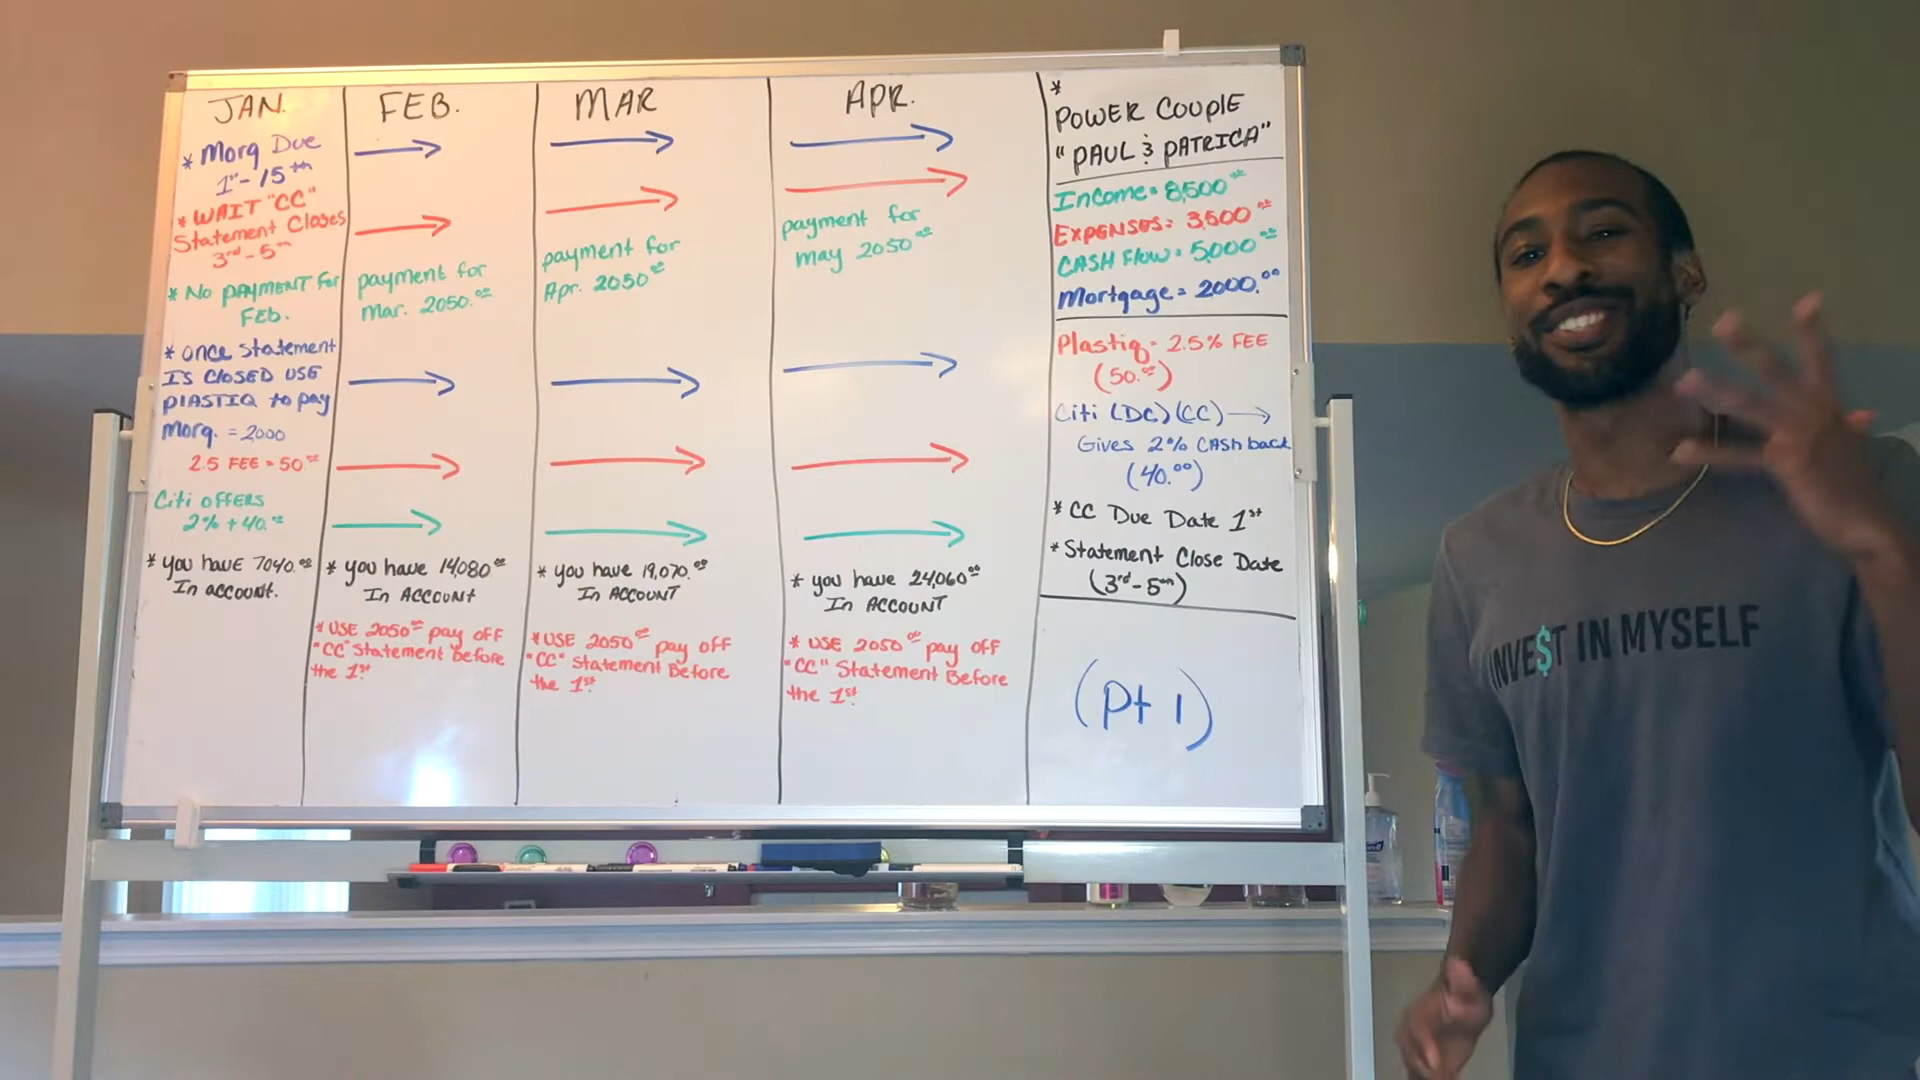 JAN.
* Morg Due
1st - 15th
* WAIT "CC"
Statement Closes
3rd - 5th
* NO PAYMENT For
FEB.
* once statement
IS CLOSED USE
PlASTIQ to pay
Morg. = 2000
2.5 FEE = 50.00
Citi OFFERS
2% + 40.00
* you have 7040.00
In account.
FEB.
payment for
Mar. 2050.00
* you have 14,080.00
In ACCOUNT
* USE 2050.00 pay off
"CC" Statement Before
the 1st.
MAR
payment for
Apr. 2050.00
* you have 19,070.00
In ACCOUNT
* USE 2050.00 pay off
"CC" Statement Before
the 1st.
APR.
payment for
may 2050.00
* you have 24,060.00
In ACCOUNT
* USE 2050.00 pay off
"CC" Statement Before
the 1st.
*
POWER COUPlE
"PAUL & PATRICA"
Income = 8,500.00
EXPENSES = 3,500.00
CASH Flow = 5,000.00
Mortgage = 2000.00
Plastiq - 2.5% FEE
(50.00)
Citi (DC) (CC) →
Gives 2% CASH back
(40.00)
* CC Due Date 1st
* Statement Close Date
(3rd - 5th)
(Pt 1)
INVE$T IN MYSELF